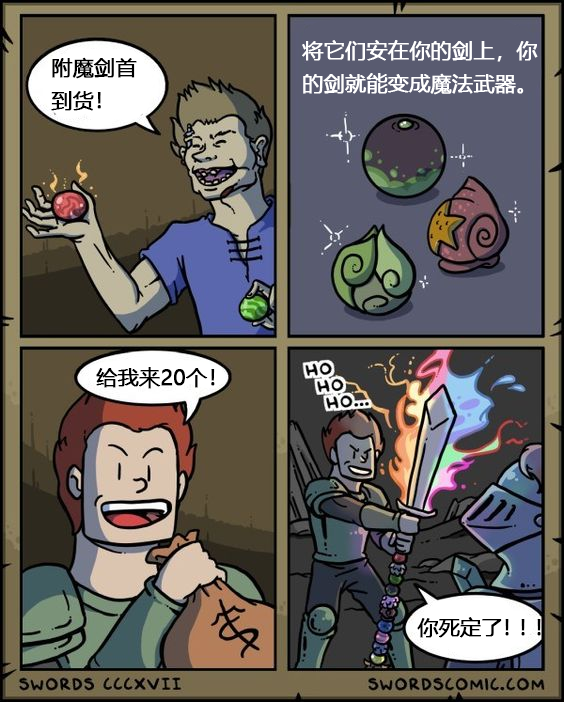 附魔剑首
到货！
将它们安在你的剑上，你
的剑就能变成魔法武器。
给我来20个！
HO
HO
HO...
你死定了！！！
SWORDS CCCXVII
SWORDSCOMIC.COM